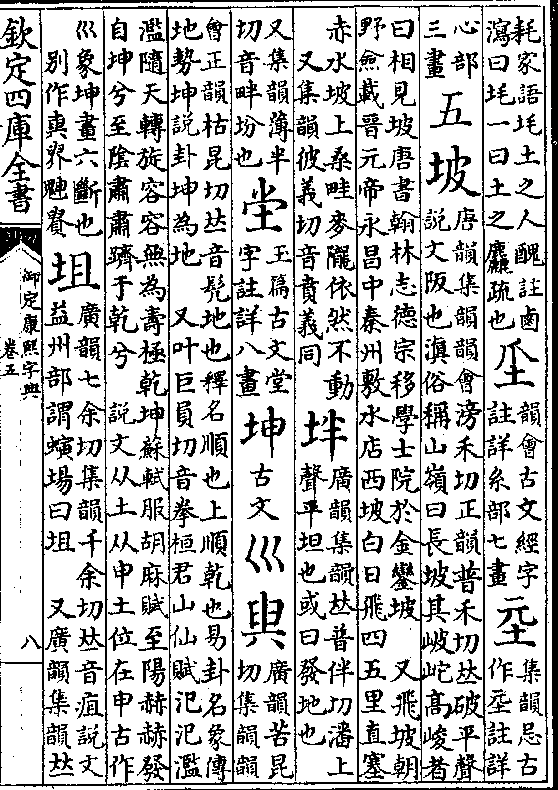 耗家語土之人醜註鹵
瀉曰一曰土之麤疏也
坙
韻會古文經字
註詳糸部七畫
集韻忌古
作坖註詳
心部
三畫
五
坡
唐韻集韻韻會滂禾切正韻普禾切𠀤破平聲
說文阪也滇俗稱山嶺曰長坡其岥岮高峻者
曰相見坡唐書翰林志德宗移學士院於金鑾坡　又飛坡朝
野僉載晉元帝永昌中秦州敷水店西坡白日飛四五里直塞
赤水坡上桑畦麥隴依然不動
又集韻彼義切音賁義同
坢
廣韻集韻𠀤普伴切潘上
聲平坦也或曰發地也
又集韻薄半
切音畔坋也
坣
玉篇古文堂
字註詳八畫
坤
古文
巛
㒷
廣韻苦昆
切集韻韻
會正韻枯昆切𠀤音髠地也釋名順也上順乾也易卦名象傳
地勢坤說卦坤為地　又叶巨員切音拳桓君山仙賦氾氾濫
濫隨天轉旋容容無為壽極乾坤蘇軾服胡麻賦至陽赫赫發
自坤兮至陰肅肅躋于乾兮　說文从土从申土位在申古作
巛象坤畫六斷也
別作
坥
廣韻七余切集韻千余切𠀤音疽說文
益州部謂螾場曰坥　又廣韻集韻𠀤
欽定四庫全書
御定康熙字典
卷五
八